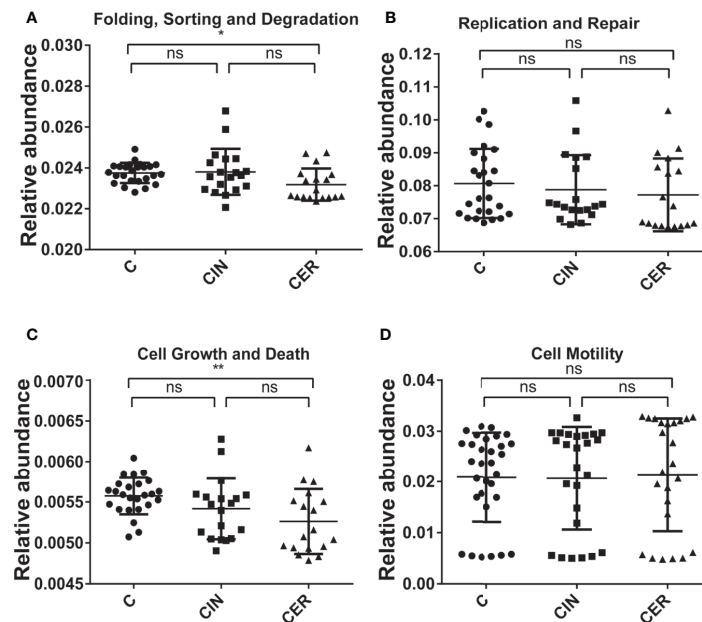 A
Folding, Sorting and Degradation
*
ns
ns
0.030
0.028
0.026
0.024
0.022
0.020
Relative abundance
C
CIN
CER
B
Replication and Repair
ns
ns
ns
0.14
0.12
0.10
0.08
0.07
0.06
Relative abundance
C
CIN
CER
C
Cell Growth and Death
**
ns
ns
0.0070
0.0065
0.0060
0.0055
0.0050
0.0045
Relative abundance
C
CIN
CER
D
Cell Motility
ns
ns
ns
0.04
0.03
0.02
0.01
0.00
Relative abundance
C
CIN
CER